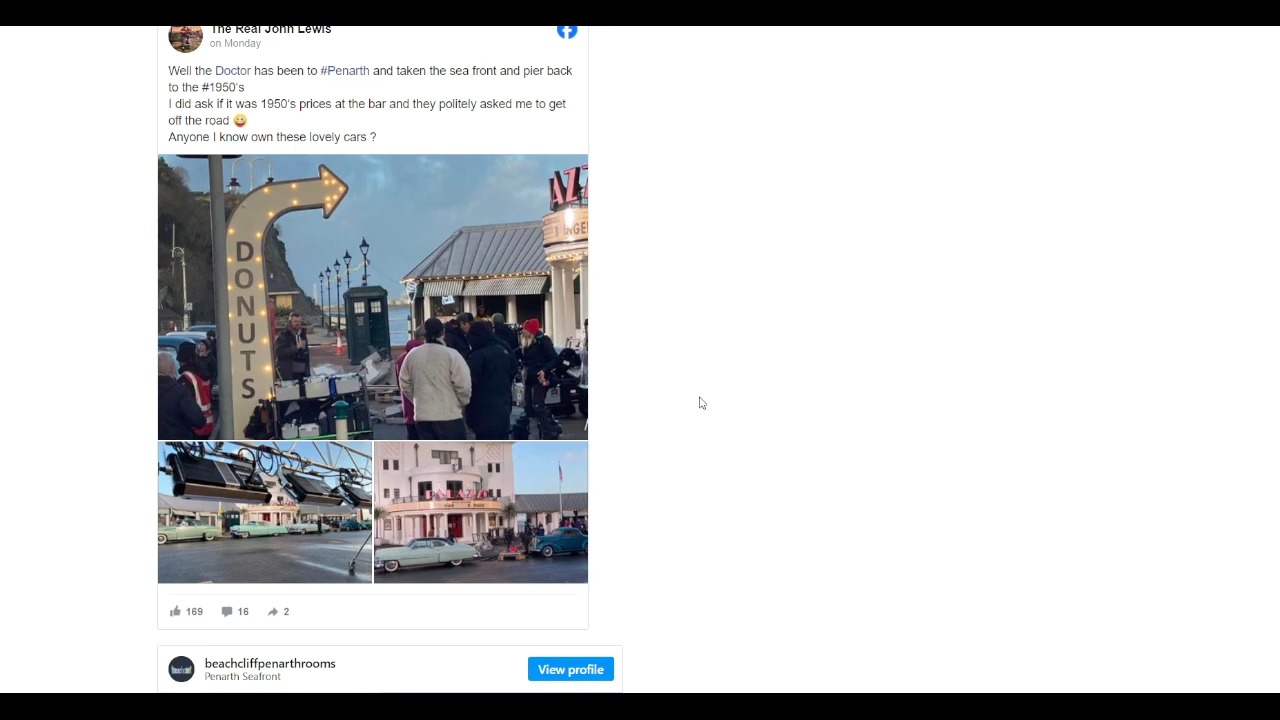 The Real John Lewis
on Monday
Well the Doctor has been to #Penarth and taken the sea front and pier back
to the #1950's
I did ask if it was 1950's prices at the bar and they politely asked me to get
off the road 😀
Anyone I know own these lovely cars ?
DONUTS
AZZ
NGE
PALAZZO
169
16
2
beachcliffpenarthrooms
Penarth Seafront
View profile